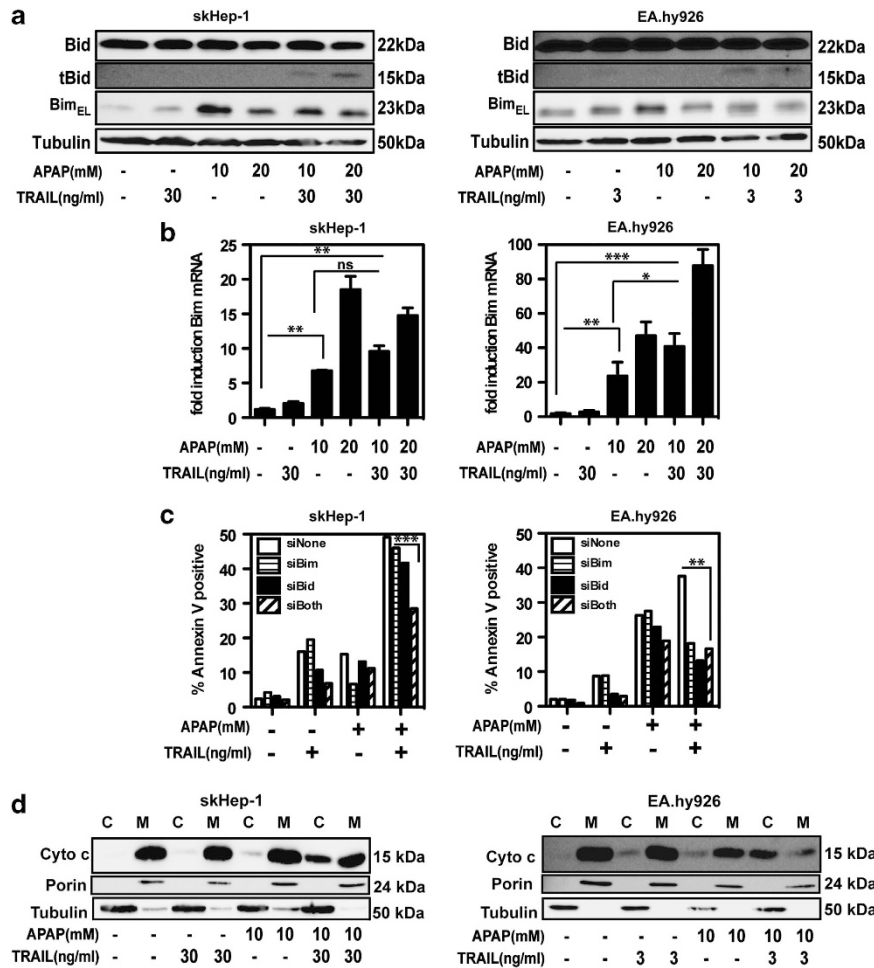 a
skHep-1
EA.hy926
Bid 22kDa
Bid 22kDa
tBid 15kDa
tBid 15kDa
BimEL 23kDa
BimEL 23kDa
Tubulin 50kDa
Tubulin 50kDa
APAP(mM) - - 10 20 10 20
APAP(mM) - - 10 20 10 20
TRAIL(ng/ml) - 30 - - 30 30
TRAIL(ng/ml) - 3 - - 3 3
b
skHep-1
fold induction Bim mRNA
25
20
15
10
5
0
**
ns
**
APAP(mM) - - 10 20 10 20
TRAIL(ng/ml) - 30 - - 30 30
EA.hy926
fold induction Bim mRNA
100
80
60
40
20
0
***
*
**
APAP(mM) - - 10 20 10 20
TRAIL(ng/ml) - 30 - - 30 30
c
skHep-1
% Annexin V positive
50
40
30
20
10
0
siNone
siBim
siBid
siBoth
***
APAP(mM) - - + +
TRAIL(ng/ml) - + - +
EA.hy926
% Annexin V positive
50
40
30
20
10
0
siNone
siBim
siBid
siBoth
**
APAP(mM) - - + +
TRAIL(ng/ml) - + - +
d
skHep-1
C M C M C M C M
Cyto c 15 kDa
Porin 24 kDa
Tubulin 50 kDa
APAP(mM) - - - - 10 10 10 10
TRAIL(ng/ml) - - 30 30 - - 30 30
EA.hy926
C M C M C M C M
Cyto c 15 kDa
Porin 24 kDa
Tubulin 50 kDa
APAP(mM) - - - - 10 10 10 10
TRAIL(ng/ml) - - 3 3 - - 3 3